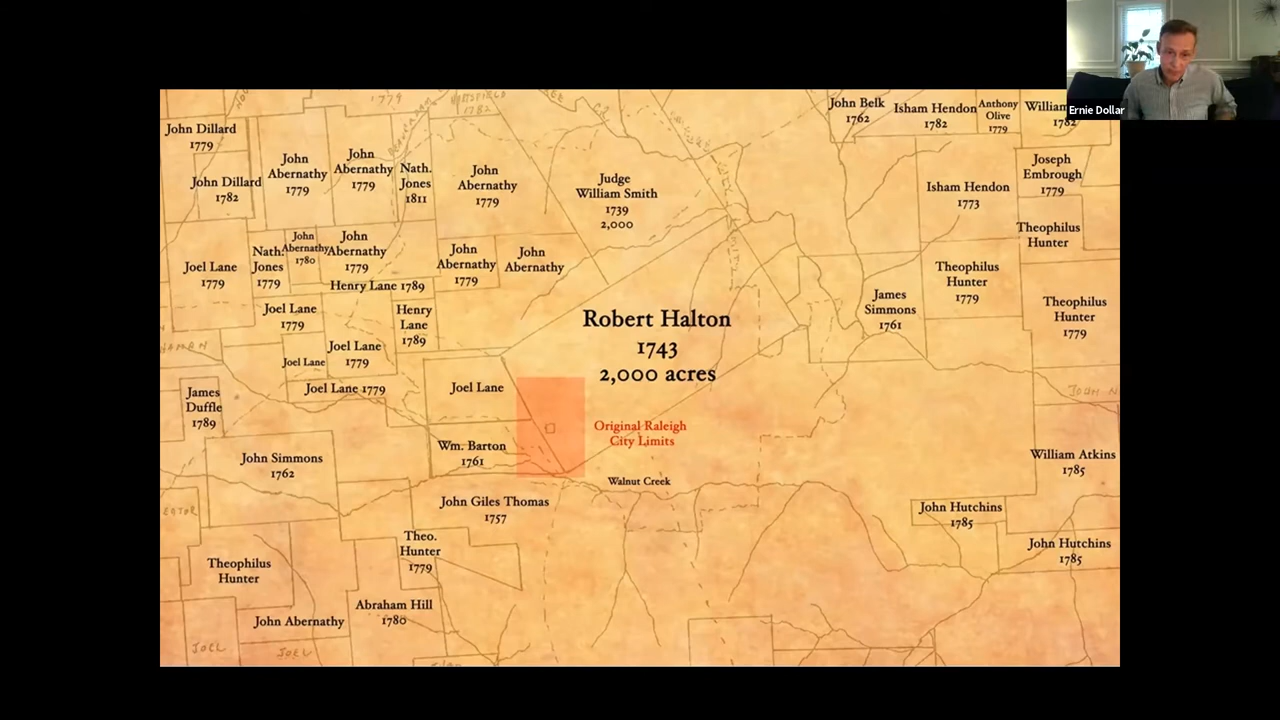 Ernie Dollar
1779
1782
John Dillard
1779
John Dillard
1782
John
Abernathy
1779
John
Abernathy
1779
Nath.
Jones
1811
John
Abernathy
1779
Judge
William Smith
1739
2,000
John Belk
1762
Isham Hendon
1782
Anthony
Olive
1779
William
1782
Isham Hendon
1773
Joseph
Embrough
1779
Theophilus
Hunter
Joel Lane
1779
Nath.
Jones
1779
John
Abernathy
1780
John
Abernathy
1779
Henry Lane 1789
John
Abernathy
1779
John
Abernathy
Theophilus
Hunter
1779
Theophilus
Hunter
1779
James
Simmons
1761
Joel Lane
1779
Henry
Lane
1789
Joel Lane
Joel Lane
1779
Joel Lane 1779
Robert Halton
1743
2,000 acres
Joel Lane
James
Duffle
1789
JOHN
Original Raleigh
City Limits
Wm. Barton
1761
John Simmons
1762
William Atkins
1785
Walnut Creek
John Giles Thomas
1757
John Hutchins
1785
Theo.
Hunter
1779
John Hutchins
1785
Theophilus
Hunter
Abraham Hill
1780
John Abernathy
JOEL
JOEL